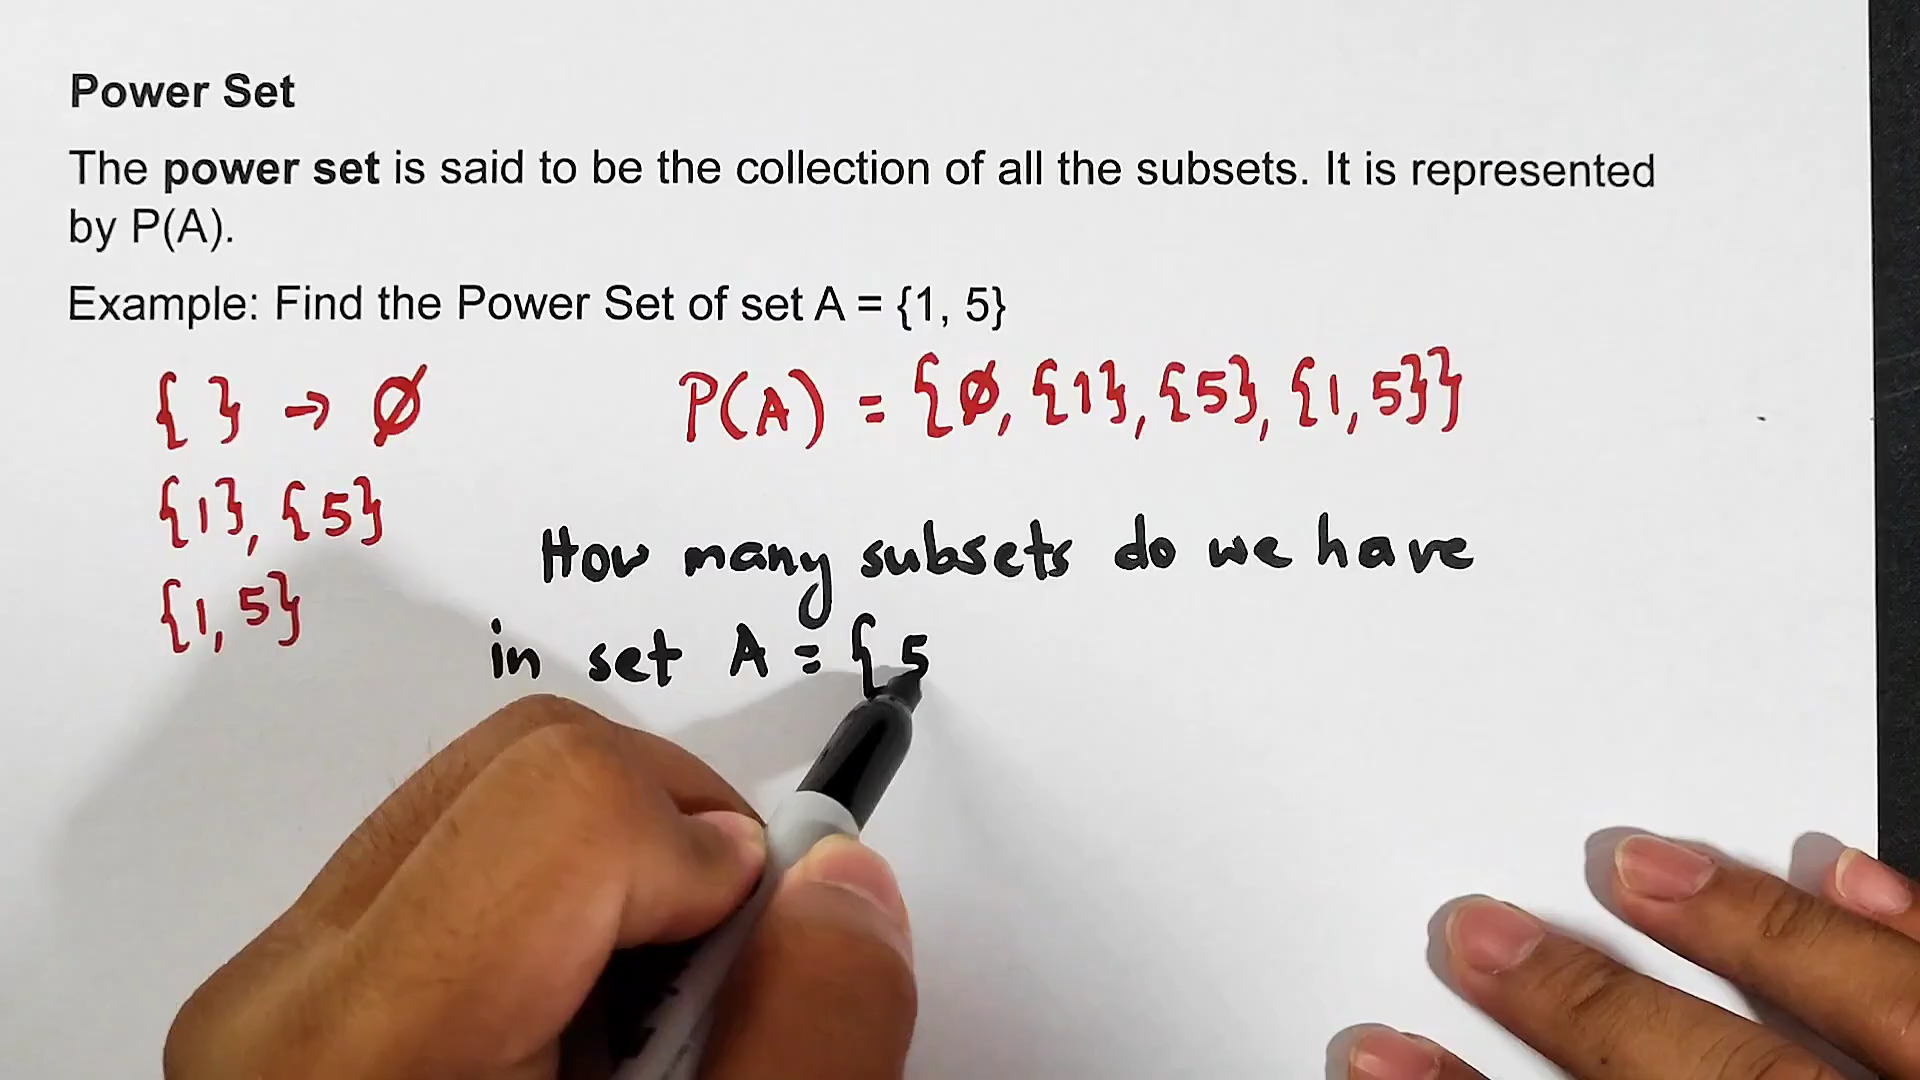 Power Set
The power set is said to be the collection of all the subsets. It is represented
by P(A).
Example: Find the Power Set of set A = {1, 5}
{ } → Ø
P(A) = {Ø, {1}, {5}, {1, 5}}
{1}, {5}
{1, 5}
How many subsets do we have
in set A = {5